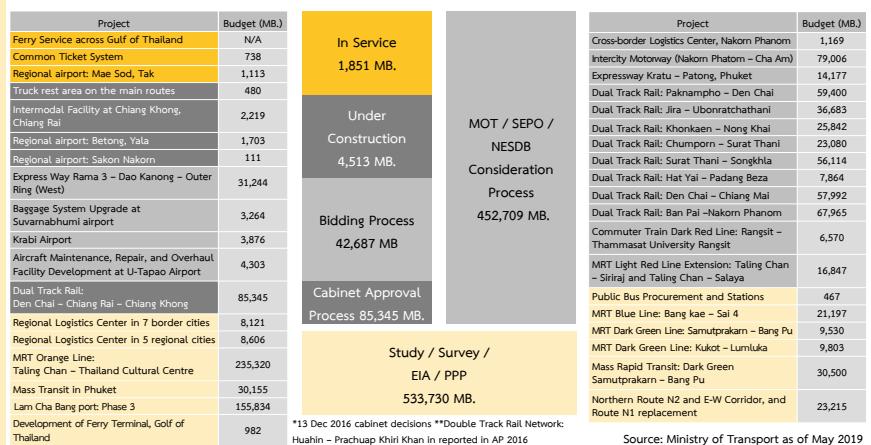 Project Budget (MB.)
Ferry Service across Gulf of Thailand N/A
Common Ticket System 738
Regional airport: Mae Sod, Tak 1,113
Truck rest area on the main routes 480
Intermodal Facility at Chiang Khong,
Chiang Rai 2,219
Regional airport: Betong, Yala 1,703
Regional airport: Sakon Nakorn 111
Express Way Rama 3 – Dao Kanong – Outer
Ring (West) 31,244
Baggage System Upgrade at
Suvarnabhumi airport 3,264
Krabi Airport 3,876
Aircraft Maintenance, Repair, and Overhaul
Facility Development at U-Tapao Airport 4,303
Dual Track Rail:
Den Chai – Chiang Rai – Chiang Khong 85,345
Regional Logistics Center in 7 border cities 8,121
Regional Logistics Center in 5 regional cities 8,606
MRT Orange Line:
Taling Chan – Thailand Cultural Centre 235,320
Mass Transit in Phuket 30,155
Lam Cha Bang port: Phase 3 155,834
Development of Ferry Terminal, Golf of
Thailand 982
In Service
1,851 MB.
Under
Construction
4,513 MB.
Bidding Process
42,687 MB
Cabinet Approval
Process 85,345 MB.
MOT / SEPO /
NESDB
Consideration
Process
452,709 MB.
Study / Survey /
EIA / PPP
533,730 MB.
*13 Dec 2016 cabinet decisions **Double Track Rail Network:
Huahin – Prachuap Khiri Khan in reported in AP 2016
Project Budget (MB.)
Cross-border Logistics Center, Nakorn Phanom 1,169
Intercity Motorway (Nakorn Phatom – Cha Am) 79,006
Expressway Kratu – Patong, Phuket 14,177
Dual Track Rail: Paknampho – Den Chai 59,400
Dual Track Rail: Jira – Ubonratchathani 36,683
Dual Track Rail: Khonkaen – Nong Khai 25,842
Dual Track Rail: Chumporn – Surat Thani 23,080
Dual Track Rail: Surat Thani – Songkhla 56,114
Dual Track Rail: Hat Yai – Padang Beza 7,864
Dual Track Rail: Den Chai – Chiang Mai 57,992
Dual Track Rail: Ban Pai –Nakorn Phanom 67,965
Commuter Train Dark Red Line: Rangsit –
Thammasat University Rangsit 6,570
MRT Light Red Line Extension: Taling Chan
– Siriraj and Taling Chan – Salaya 16,847
Public Bus Procurement and Stations 467
MRT Blue Line: Bang kae – Sai 4 21,197
MRT Dark Green Line: Samutprakarn – Bang Pu 9,530
MRT Dark Green Line: Kukot – Lumluka 9,803
Mass Rapid Transit: Dark Green
Samutprakarn – Bang Pu 30,500
Northern Route N2 and E-W Corridor, and
Route N1 replacement 23,215
Source: Ministry of Transport as of May 2019